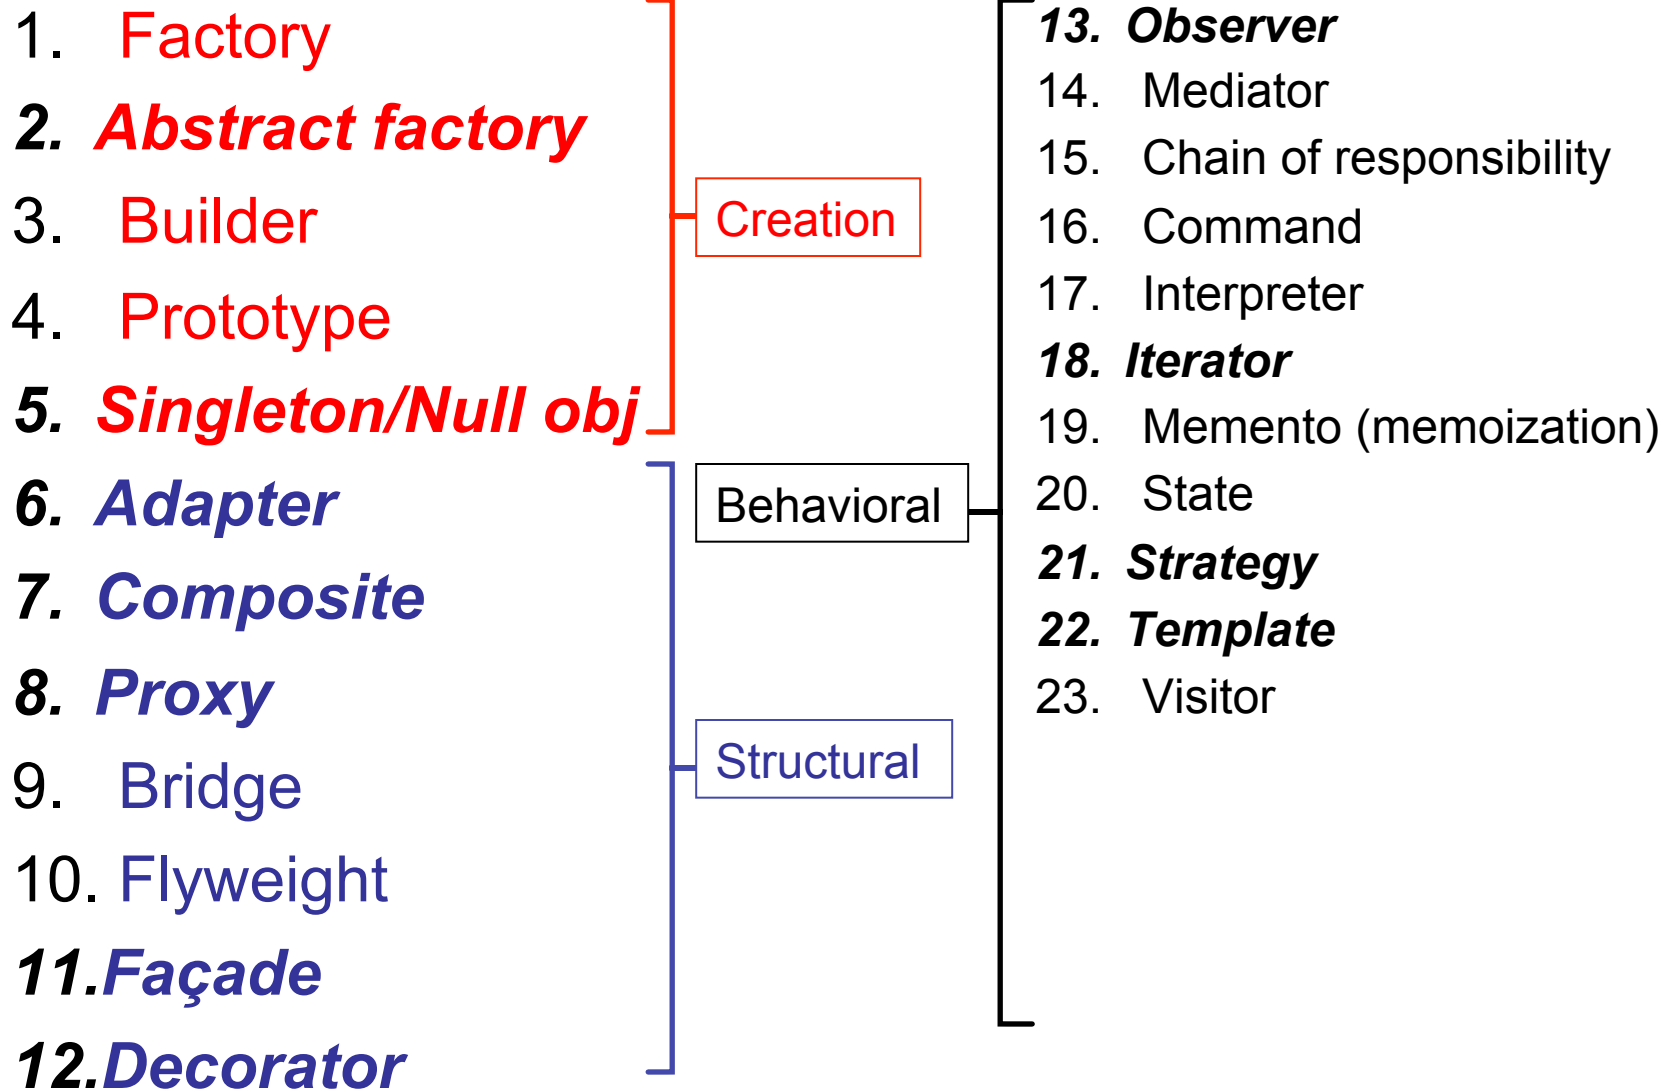 1. Factory
2. Abstract factory
3. Builder
4. Prototype
5. Singleton/Null obj
6. Adapter
7. Composite
8. Proxy
9. Bridge
10. Flyweight
11.Façade
12.Decorator
Creation
Behavioral
Structural
13. Observer
14. Mediator
15. Chain of responsibility
16. Command
17. Interpreter
18. Iterator
19. Memento (memoization)
20. State
21. Strategy
22. Template
23. Visitor